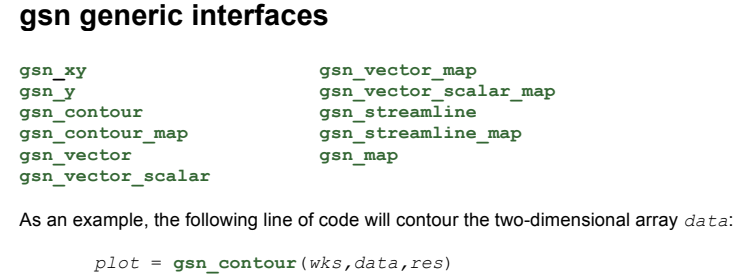 gsn generic interfaces
gsn_xy
gsn_y
gsn_contour
gsn_contour_map
gsn_vector
gsn_vector_scalar
gsn_vector_map
gsn_vector_scalar_map
gsn_streamline
gsn_streamline_map
gsn_map
As an example, the following line of code will contour the two-dimensional array data:
plot = gsn_contour(wks,data,res)